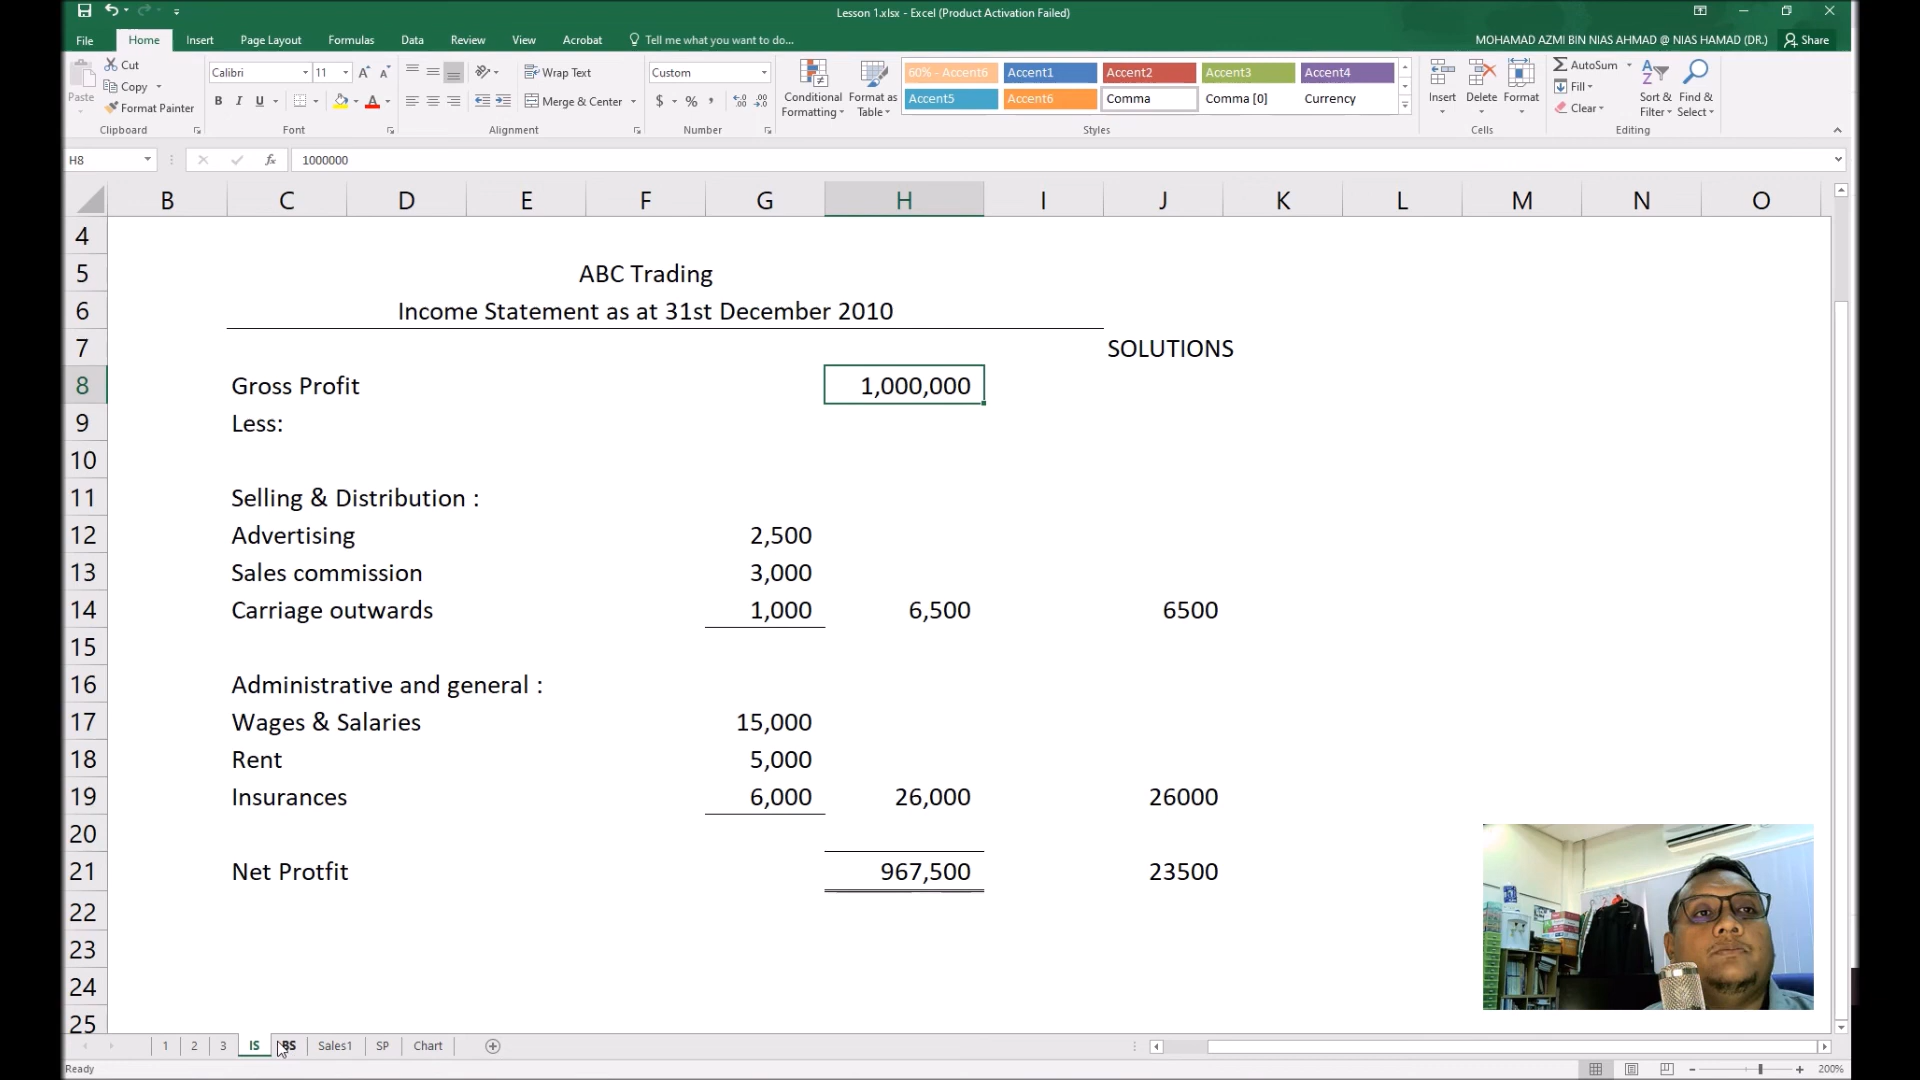 Lesson 1.xlsx - Excel (Product Activation Failed)
File Home Insert Page Layout Formulas Data Review View Acrobat Tell me what you want to do... MOHAMAD AZMI BIN NIAS AHMAD @ NIAS HAMAD (DR.) Share
Paste
Cut
Copy
Format Painter
Clipboard
Calibri 11
B I U
Font
Wrap Text
Merge & Center
Alignment
Custom
$ % ,
Number
Conditional Formatting
Format as Table
60% - Accent6 Accent1 Accent2 Accent3 Accent4
Accent5 Accent6 Comma Comma [0] Currency
Styles
Insert Delete Format
Cells
AutoSum
Fill
Clear
Sort & Filter
Find & Select
Editing
H8 fx 1000000
B C D E F G H I J K L M N O
4
5 ABC Trading
6 Income Statement as at 31st December 2010
7 SOLUTIONS
8 Gross Profit 1,000,000
9 Less:
10
11 Selling & Distribution :
12 Advertising 2,500
13 Sales commission 3,000
14 Carriage outwards 1,000 6,500 6500
15
16 Administrative and general :
17 Wages & Salaries 15,000
18 Rent 5,000
19 Insurances 6,000 26,000 26000
20
21 Net Protfit 967,500 23500
22
23
24
25
1 2 3 IS BS Sales1 SP Chart
Ready 200%